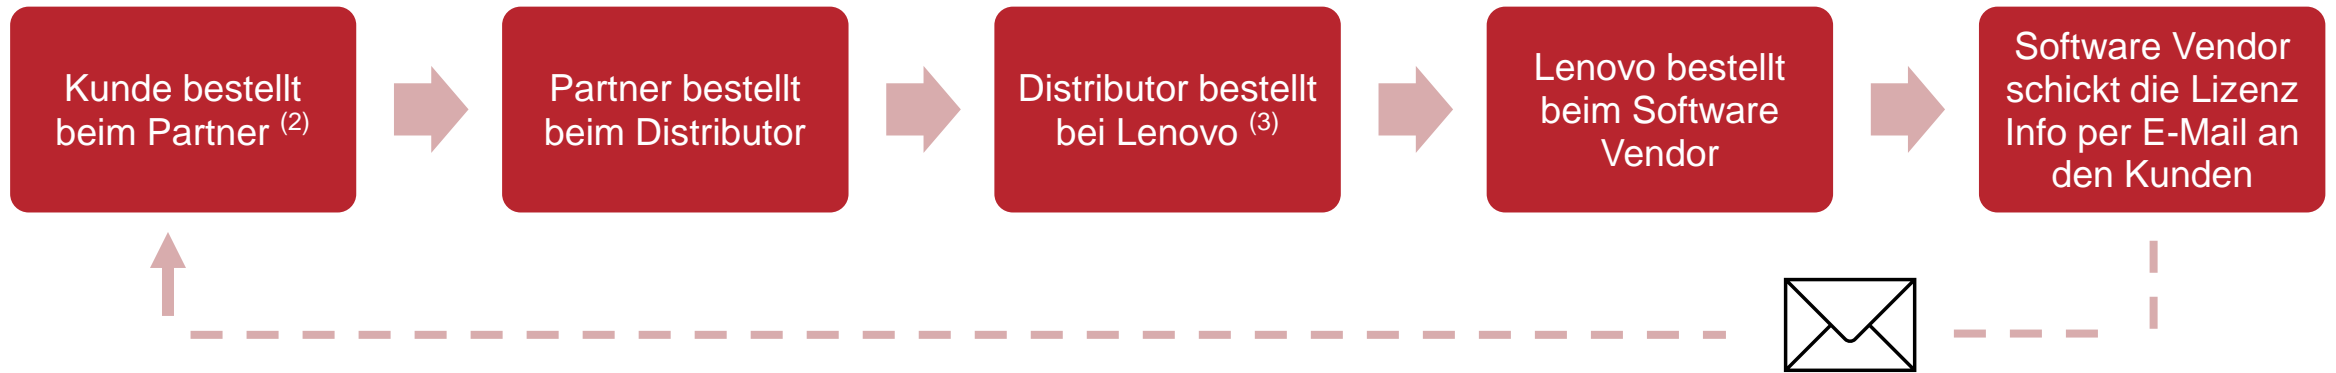 Kunde bestellt
beim Partner (2)
Partner bestellt
beim Distributor
Distributor bestellt
bei Lenovo (3)
Lenovo bestellt
beim Software
Vendor
Software Vendor
schickt die Lizenz
Info per E-Mail an
den Kunden